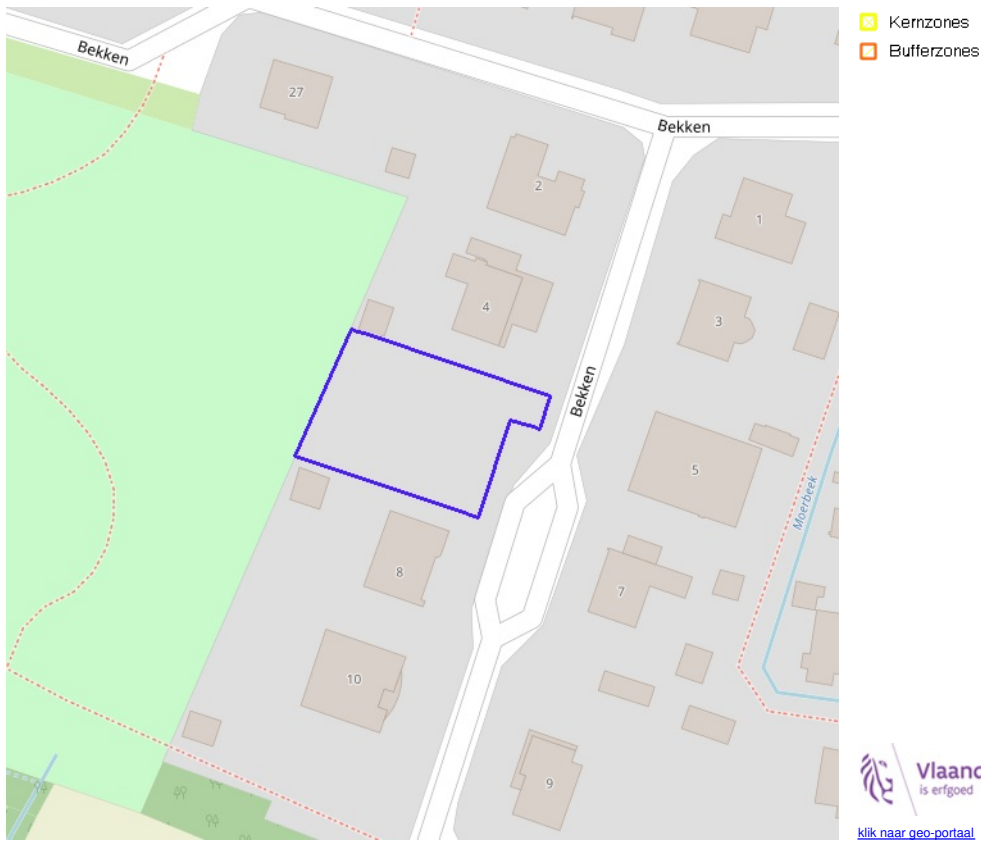 Kernzones
Bufferzones
Bekken
27
Bekken
2
1
4
3
Bekken
5
Moerbeek
8
7
10
9
Vlaand
is erfgoed
klik naar geo-portaal